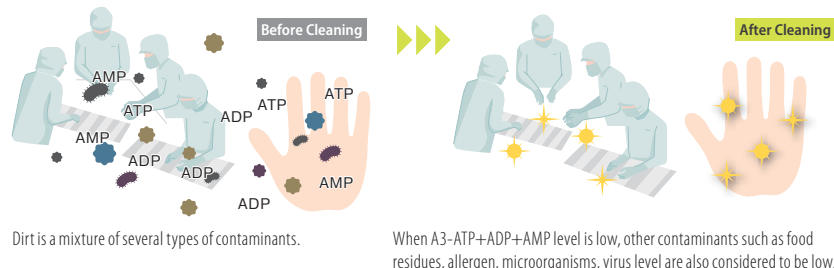 Before Cleaning
After Cleaning
AMP
ATP
ATP
ATP
ADP
AMP
ADP
ADP
AMP
ADP
Dirt is a mixture of several types of contaminants.
When A3-ATP+ADP+AMP level is low, other contaminants such as food
residues, allergen, microorganisms, virus level are also considered to be low.